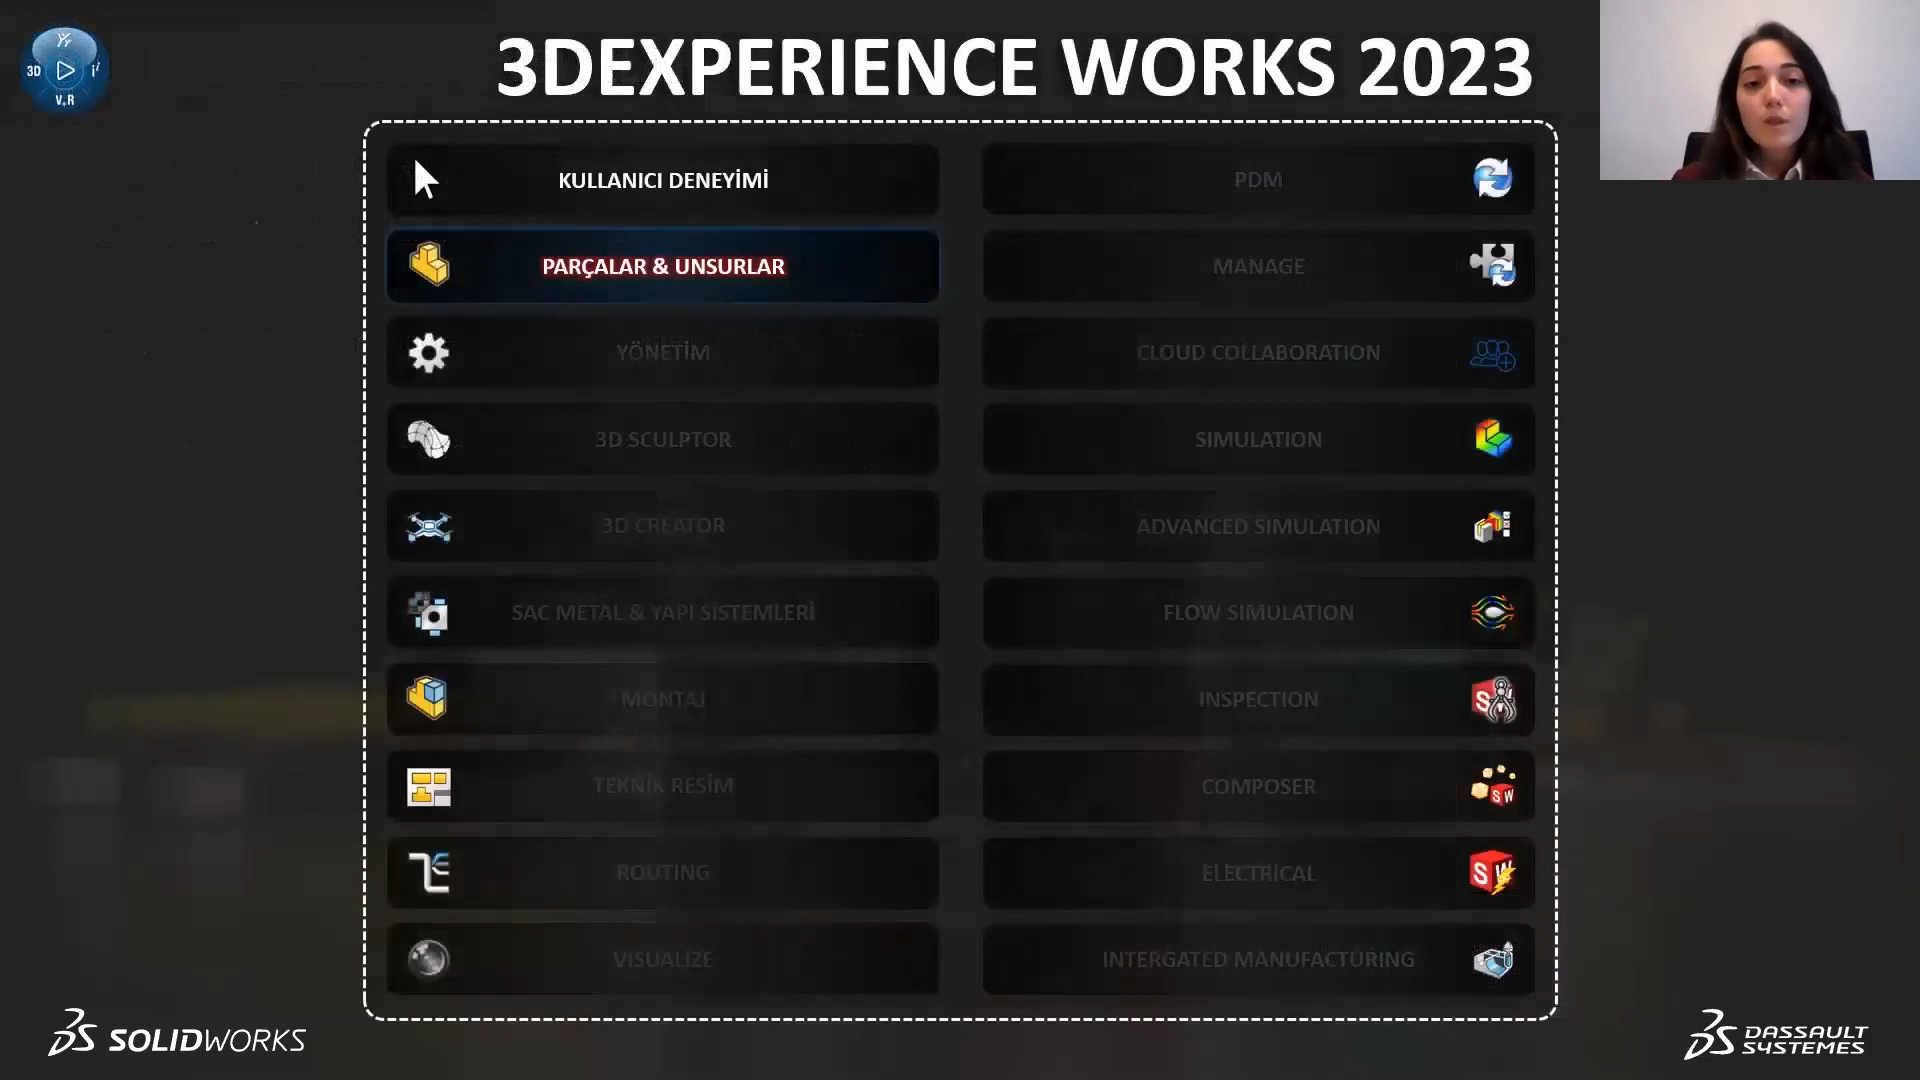 3DEXPERIENCE WORKS 2023
3D
V+R
KULLANICI DENEYİMİ
PARÇALAR & UNSURLAR
YÖNETİM
3D SCULPTOR
3D CREATOR
SAC METAL & YAPI SİSTEMLERİ
MONTAJ
TEKNİK RESİM
ROUTING
VISUALIZE
PDM
MANAGE
CLOUD COLLABORATION
SIMULATION
ADVANCED SIMULATION
FLOW SIMULATION
INSPECTION
COMPOSER
ELECTRICAL
INTERGATED MANUFACTURING
SOLIDWORKS
DASSAULT
SYSTEMES